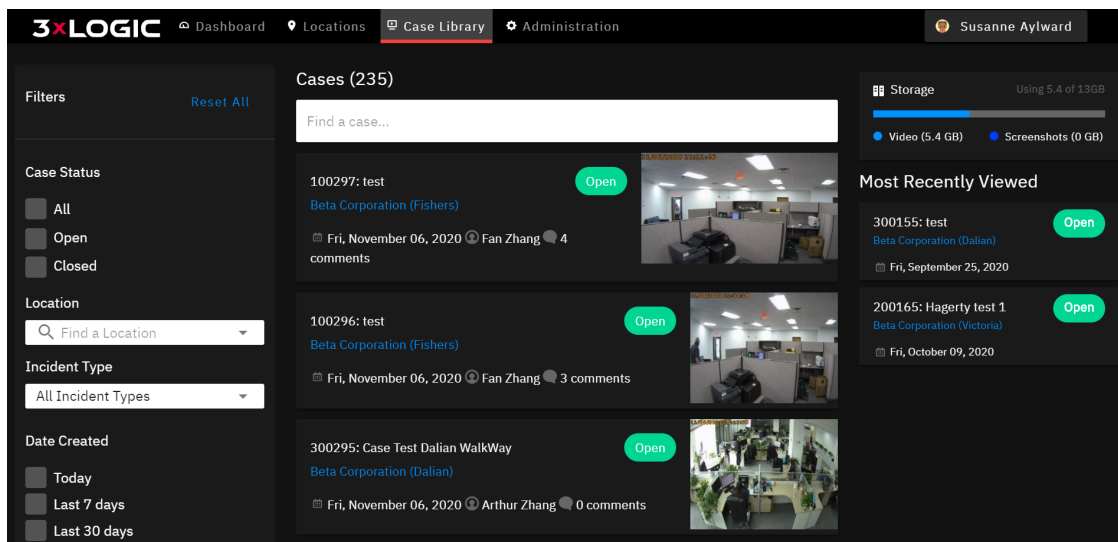 3xLOGIC Dashboard Locations Case Library Administration Susanne Aylward
Filters Reset All
Case Status
All
Open
Closed
Location
Find a Location
Incident Type
All Incident Types
Date Created
Today
Last 7 days
Last 30 days
Cases (235)
Find a case...
100297: test Open
Beta Corporation (Fishers)
Fri, November 06, 2020 Fan Zhang 4
comments
100296: test Open
Beta Corporation (Fishers)
Fri, November 06, 2020 Fan Zhang 3 comments
300295: Case Test Dalian WalkWay Open
Beta Corporation (Dalian)
Fri, November 06, 2020 Arthur Zhang 0 comments
Storage Using 5.4 of 13GB
Video (5.4 GB) Screenshots (0 GB)
Most Recently Viewed
300155: test Open
Beta Corporation (Dalian)
Fri, September 25, 2020
200165: Hagerty test 1 Open
Beta Corporation (Victoria)
Fri, October 09, 2020